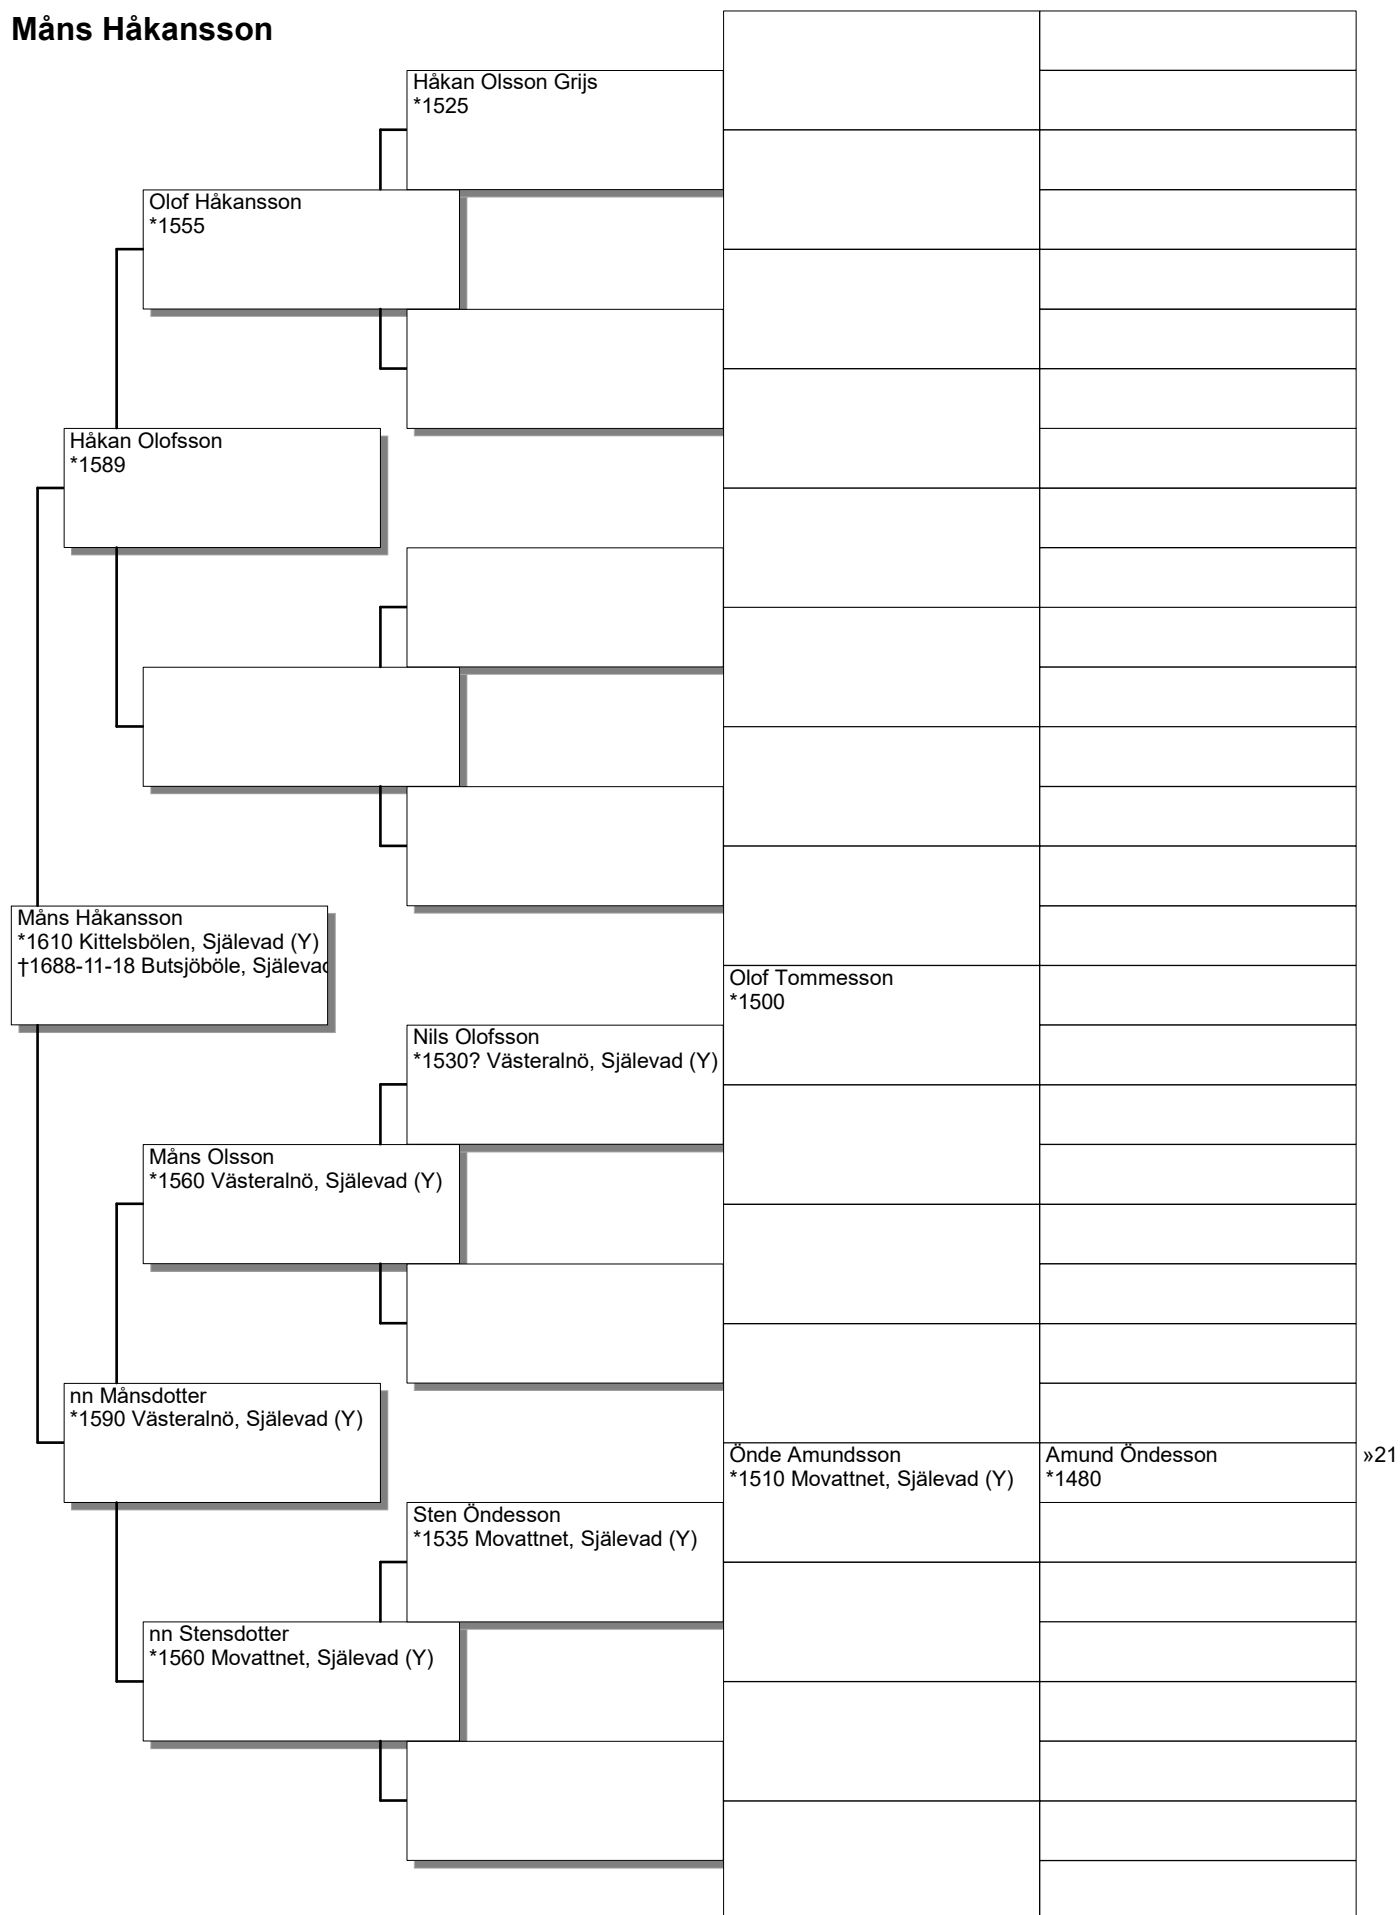 Måns Håkansson
Håkan Olsson Grijs
*1525
Olof Håkansson
*1555
Håkan Olofsson
*1589
Måns Håkansson
*1610 Kittelsbölen, Själevad (Y)
†1688-11-18 Butsjöböle, Själevad
Olof Tommesson
*1500
Nils Olofsson
*1530? Västeralnö, Själevad (Y)
Måns Olsson
*1560 Västeralnö, Själevad (Y)
nn Månsdotter
*1590 Västeralnö, Själevad (Y)
Önde Amundsson
*1510 Movattnet, Själevad (Y)
Amund Öndesson
*1480
»21
Sten Öndesson
*1535 Movattnet, Själevad (Y)
nn Stensdotter
*1560 Movattnet, Själevad (Y)